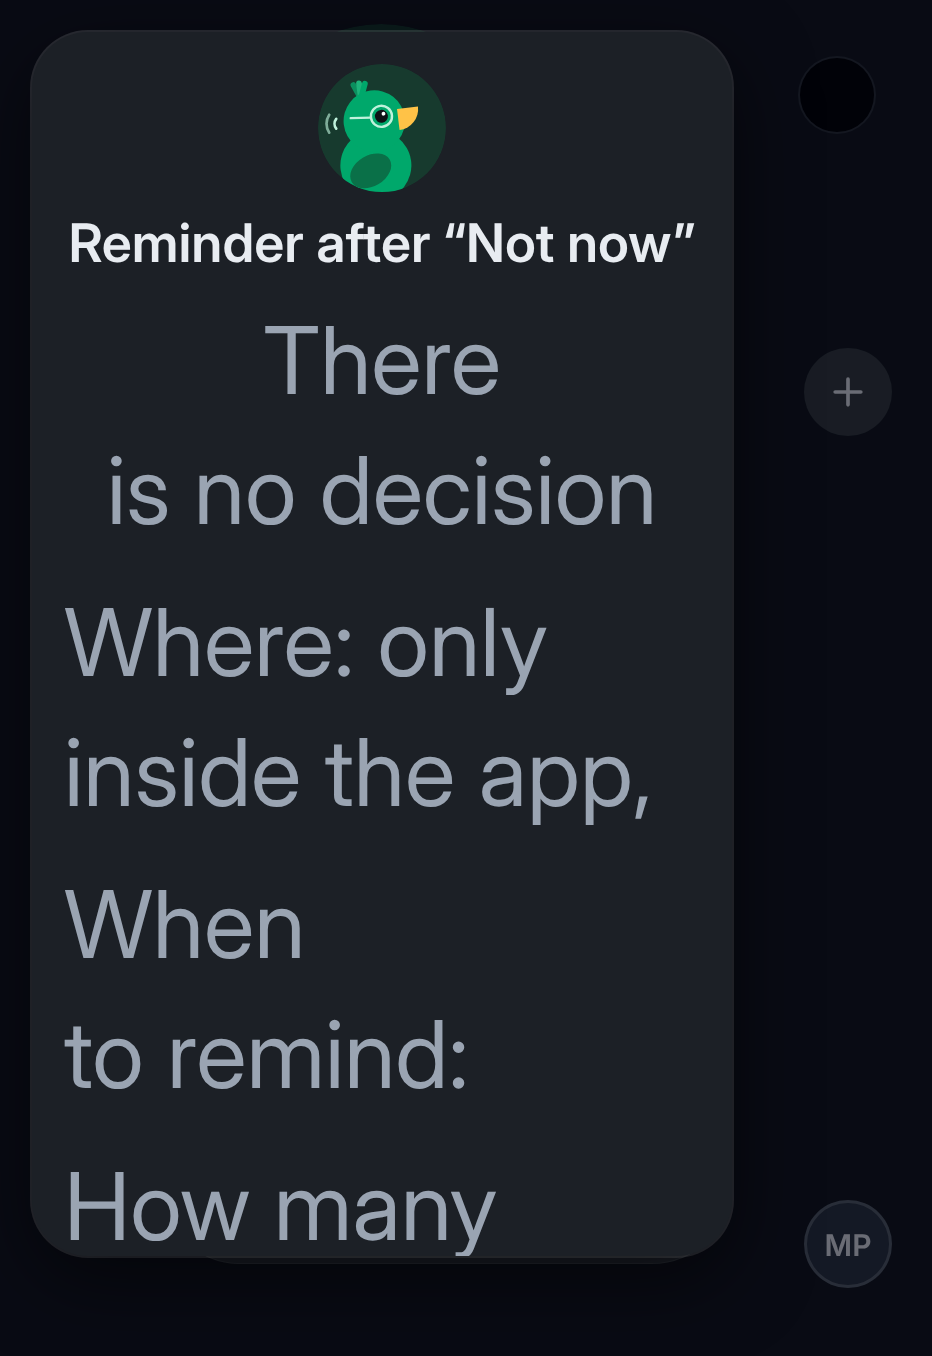 Reminder after “Not now”
There
is no decision
Where: only
inside the app,
When
to remind:
How many
MP